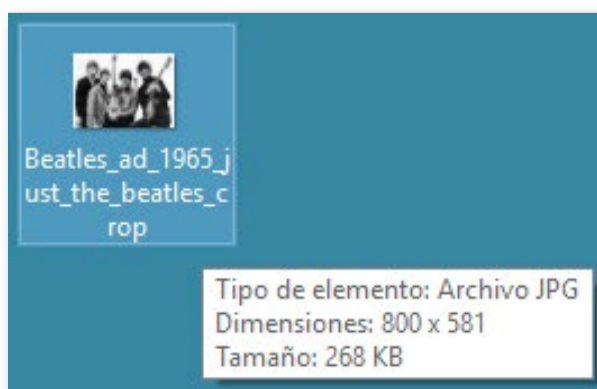 Beatles_ad_1965_j
ust_the_beatles_c
rop
Tipo de elemento: Archivo JPG
Dimensiones: 800 x 581
Tamaño: 268 KB